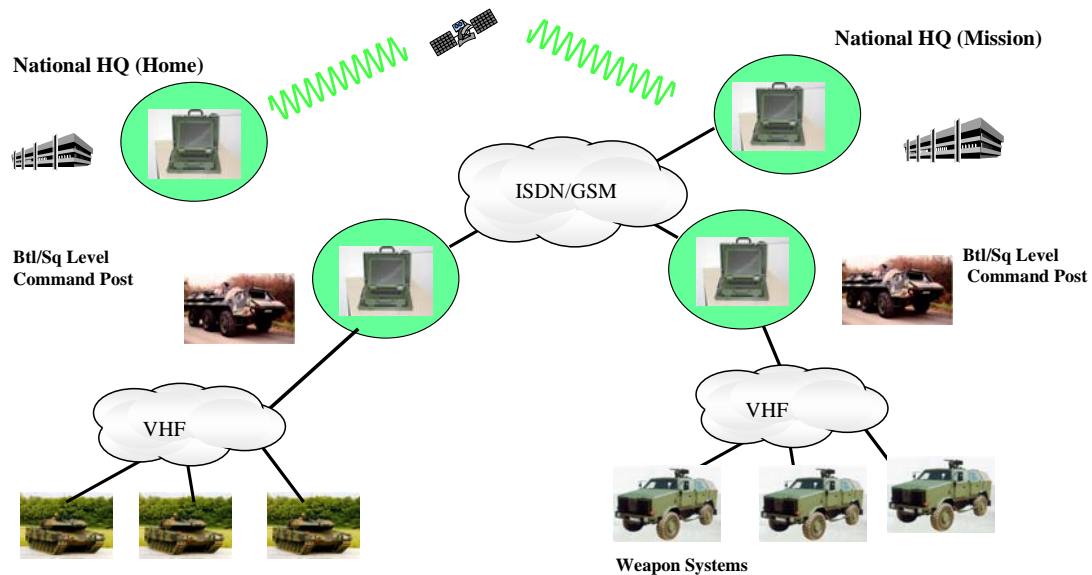 National HQ (Home)
National HQ (Mission)
ISDN/GSM
Btl/Sq Level
Command Post
Btl/Sq Level
Command Post
VHF
VHF
Weapon Systems